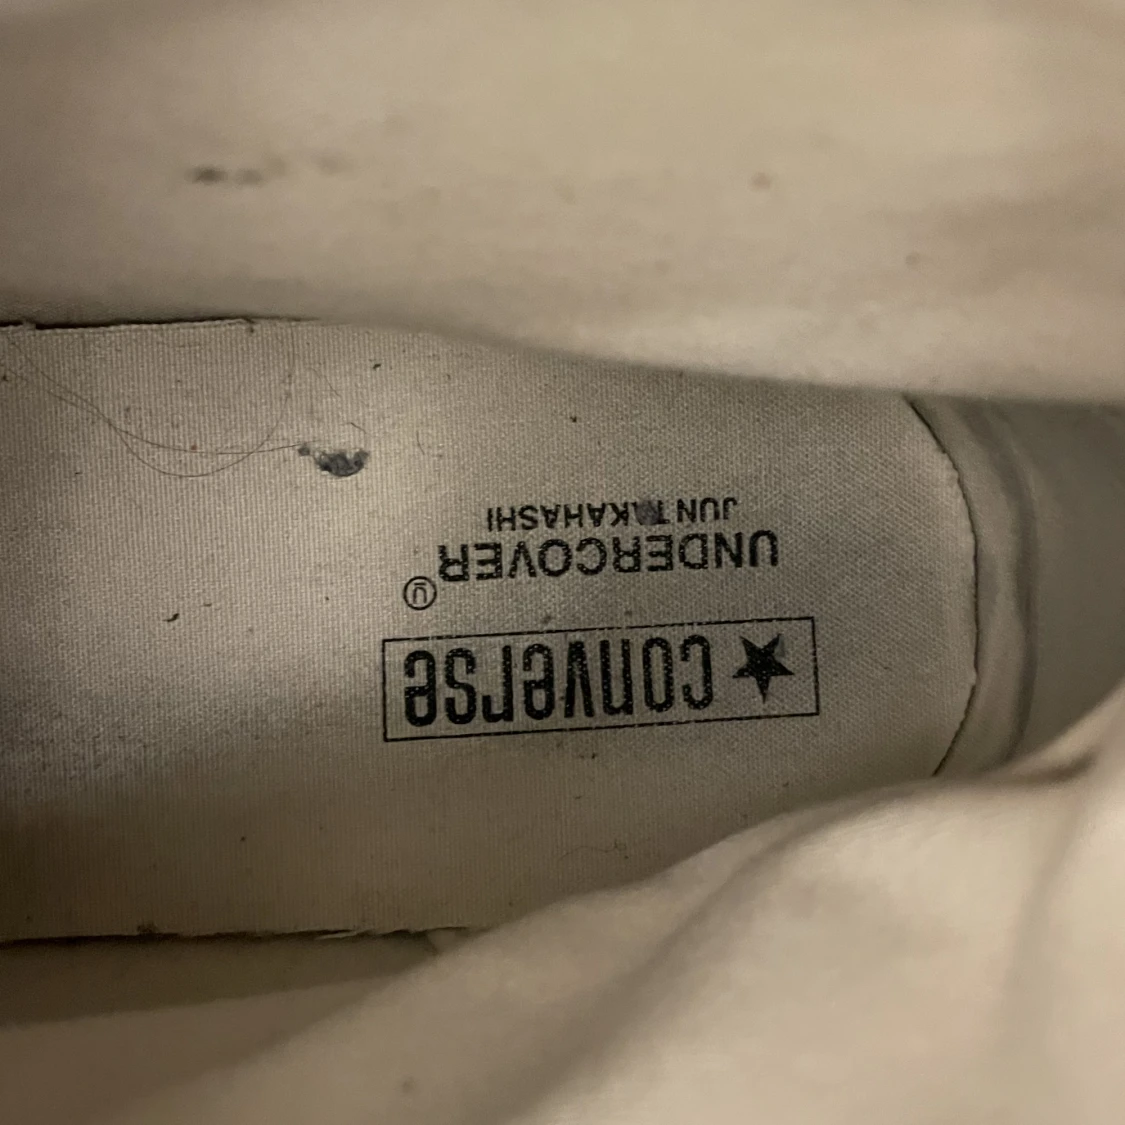 ★ converse
UNDERCOVER Ⓤ
JUN TAKAHASHI